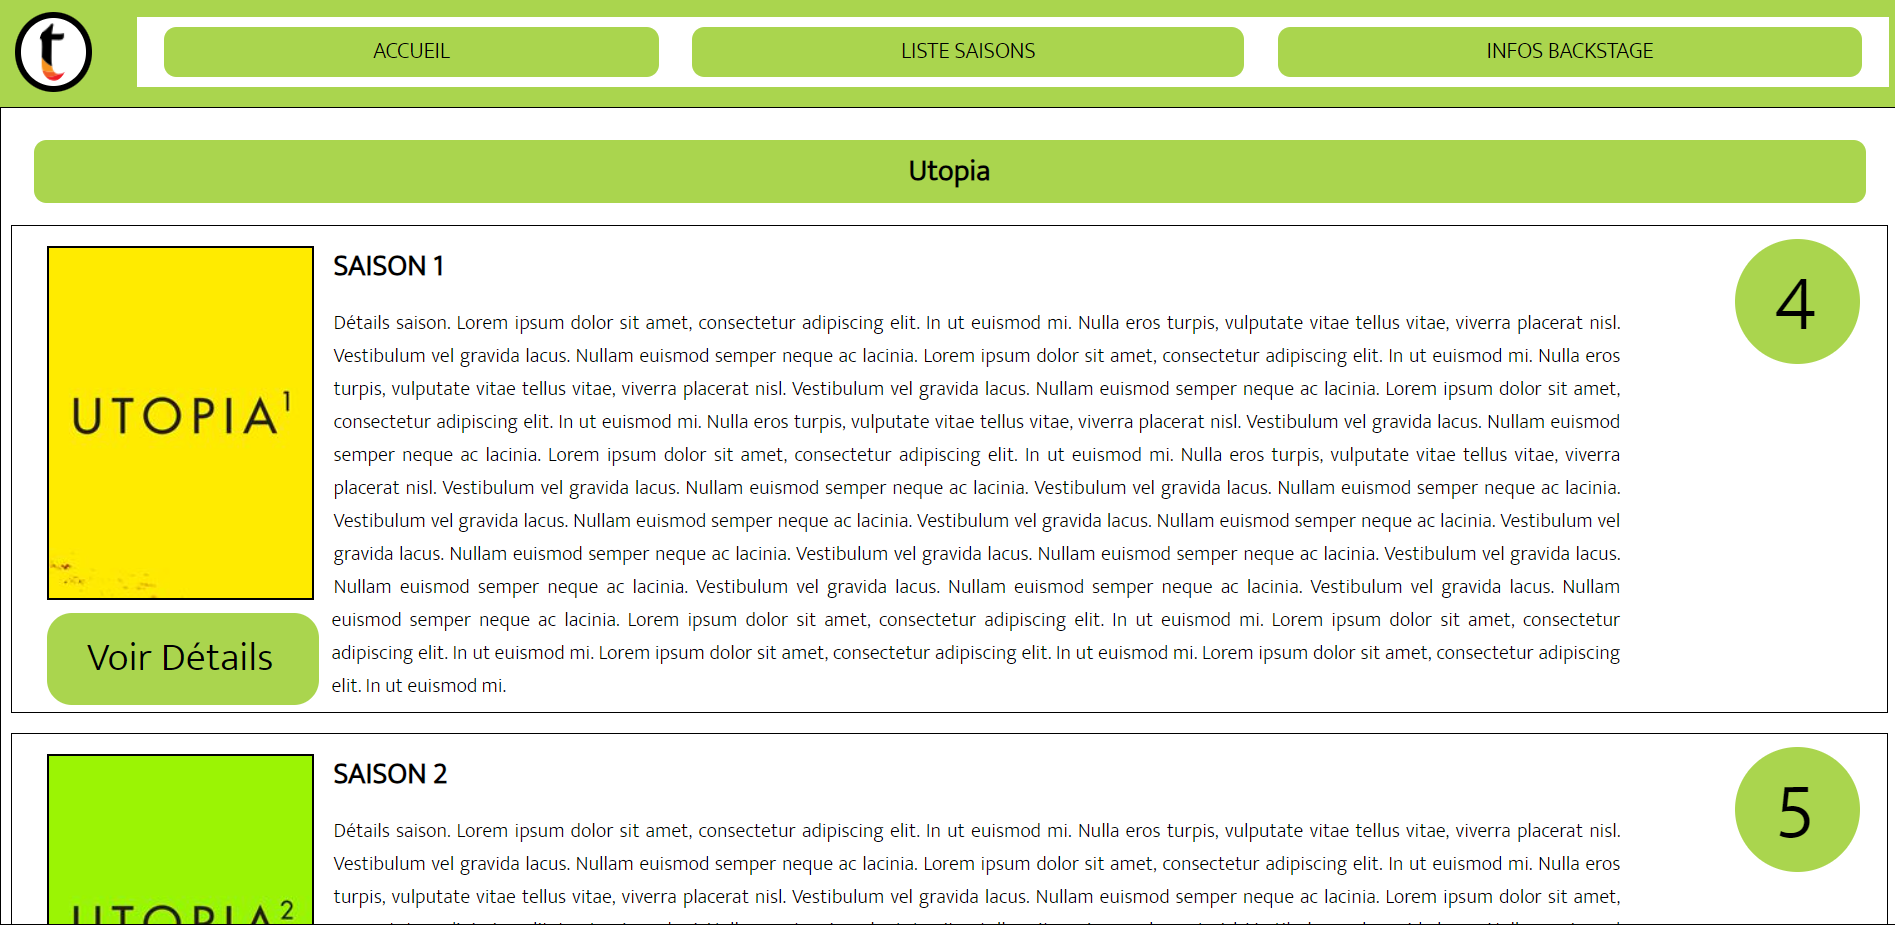 t
ACCUEIL
LISTE SAISONS
INFOS BACKSTAGE
Utopia
UTOPIA1
Voir Détails
SAISON 1
Détails saison. Lorem ipsum dolor sit amet, consectetur adipiscing elit. In ut euismod mi. Nulla eros turpis, vulputate vitae tellus vitae, viverra placerat nisl.
Vestibulum vel gravida lacus. Nullam euismod semper neque ac lacinia. Lorem ipsum dolor sit amet, consectetur adipiscing elit. In ut euismod mi. Nulla eros
turpis, vulputate vitae tellus vitae, viverra placerat nisl. Vestibulum vel gravida lacus. Nullam euismod semper neque ac lacinia. Lorem ipsum dolor sit amet,
consectetur adipiscing elit. In ut euismod mi. Nulla eros turpis, vulputate vitae tellus vitae, viverra placerat nisl. Vestibulum vel gravida lacus. Nullam euismod
semper neque ac lacinia. Lorem ipsum dolor sit amet, consectetur adipiscing elit. In ut euismod mi. Nulla eros turpis, vulputate vitae tellus vitae, viverra
placerat nisl. Vestibulum vel gravida lacus. Nullam euismod semper neque ac lacinia. Vestibulum vel gravida lacus. Nullam euismod semper neque ac lacinia.
Vestibulum vel gravida lacus. Nullam euismod semper neque ac lacinia. Vestibulum vel gravida lacus. Nullam euismod semper neque ac lacinia. Vestibulum vel
gravida lacus. Nullam euismod semper neque ac lacinia. Vestibulum vel gravida lacus. Nullam euismod semper neque ac lacinia. Vestibulum vel gravida lacus.
Nullam euismod semper neque ac lacinia. Vestibulum vel gravida lacus. Nullam euismod semper neque ac lacinia. Vestibulum vel gravida lacus. Nullam
euismod semper neque ac lacinia. Lorem ipsum dolor sit amet, consectetur adipiscing elit. In ut euismod mi. Lorem ipsum dolor sit amet, consectetur
adipiscing elit. In ut euismod mi. Lorem ipsum dolor sit amet, consectetur adipiscing elit. In ut euismod mi. Lorem ipsum dolor sit amet, consectetur adipiscing
elit. In ut euismod mi.
4
UTOPIA2
SAISON 2
Détails saison. Lorem ipsum dolor sit amet, consectetur adipiscing elit. In ut euismod mi. Nulla eros turpis, vulputate vitae tellus vitae, viverra placerat nisl.
Vestibulum vel gravida lacus. Nullam euismod semper neque ac lacinia. Lorem ipsum dolor sit amet, consectetur adipiscing elit. In ut euismod mi. Nulla eros
turpis, vulputate vitae tellus vitae, viverra placerat nisl. Vestibulum vel gravida lacus. Nullam euismod semper neque ac lacinia. Lorem ipsum dolor sit amet,
5